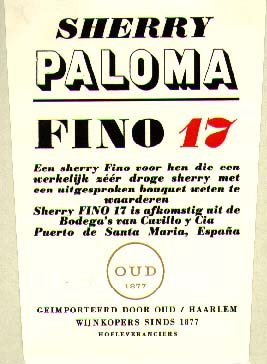 SHERRY
PALOMA
FINO 17
Een sherry Fino voor hen die een
werkelijk zéér droge sherry met
een uitgesproken bouquet weten te
waarderen
Sherry FINO 17 is afkomstig uit de
Bodega's van Cuvillo y Cia
Puerto de Santa Maria, España
OUD
1877
GEIMPORTEERD DOOR OUD / HAARLEM
WIJNKOPERS SINDS 1877
HOFLEVERANCIERS